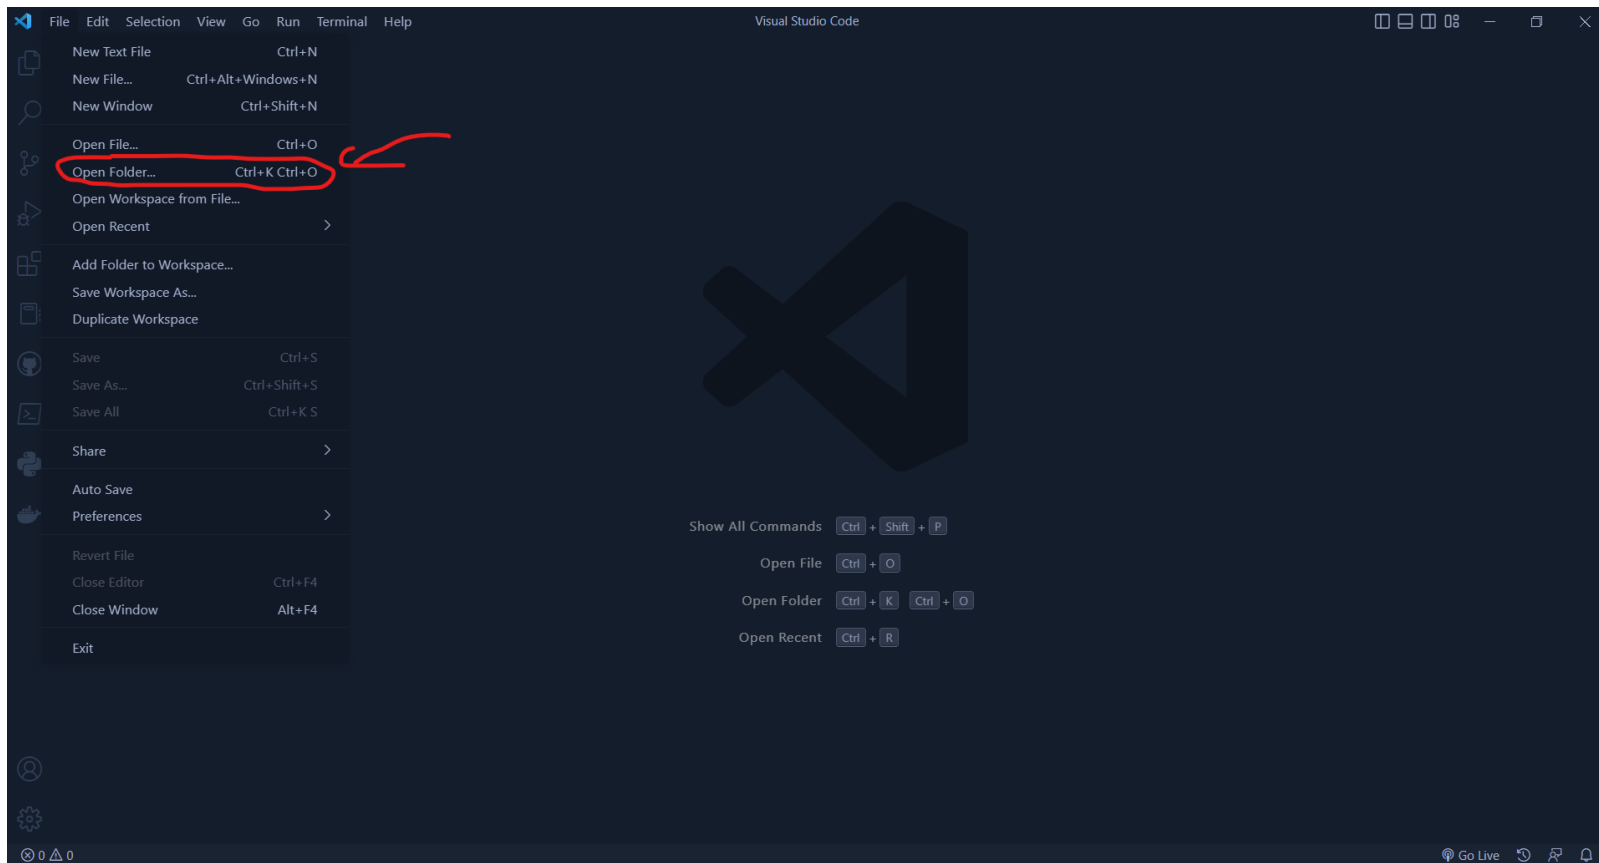 File Edit Selection View Go Run Terminal Help Visual Studio Code
New Text File Ctrl+N
New File... Ctrl+Alt+Windows+N
New Window Ctrl+Shift+N
Open File... Ctrl+O
Open Folder... Ctrl+K Ctrl+O
Open Workspace from File...
Open Recent
Add Folder to Workspace...
Save Workspace As...
Duplicate Workspace
Save Ctrl+S
Save As... Ctrl+Shift+S
Save All Ctrl+K S
Share
Auto Save
Preferences
Revert File
Close Editor Ctrl+F4
Close Window Alt+F4
Exit
Show All Commands Ctrl + Shift + P
Open File Ctrl + O
Open Folder Ctrl + K Ctrl + O
Open Recent Ctrl + R
0 0 Go Live